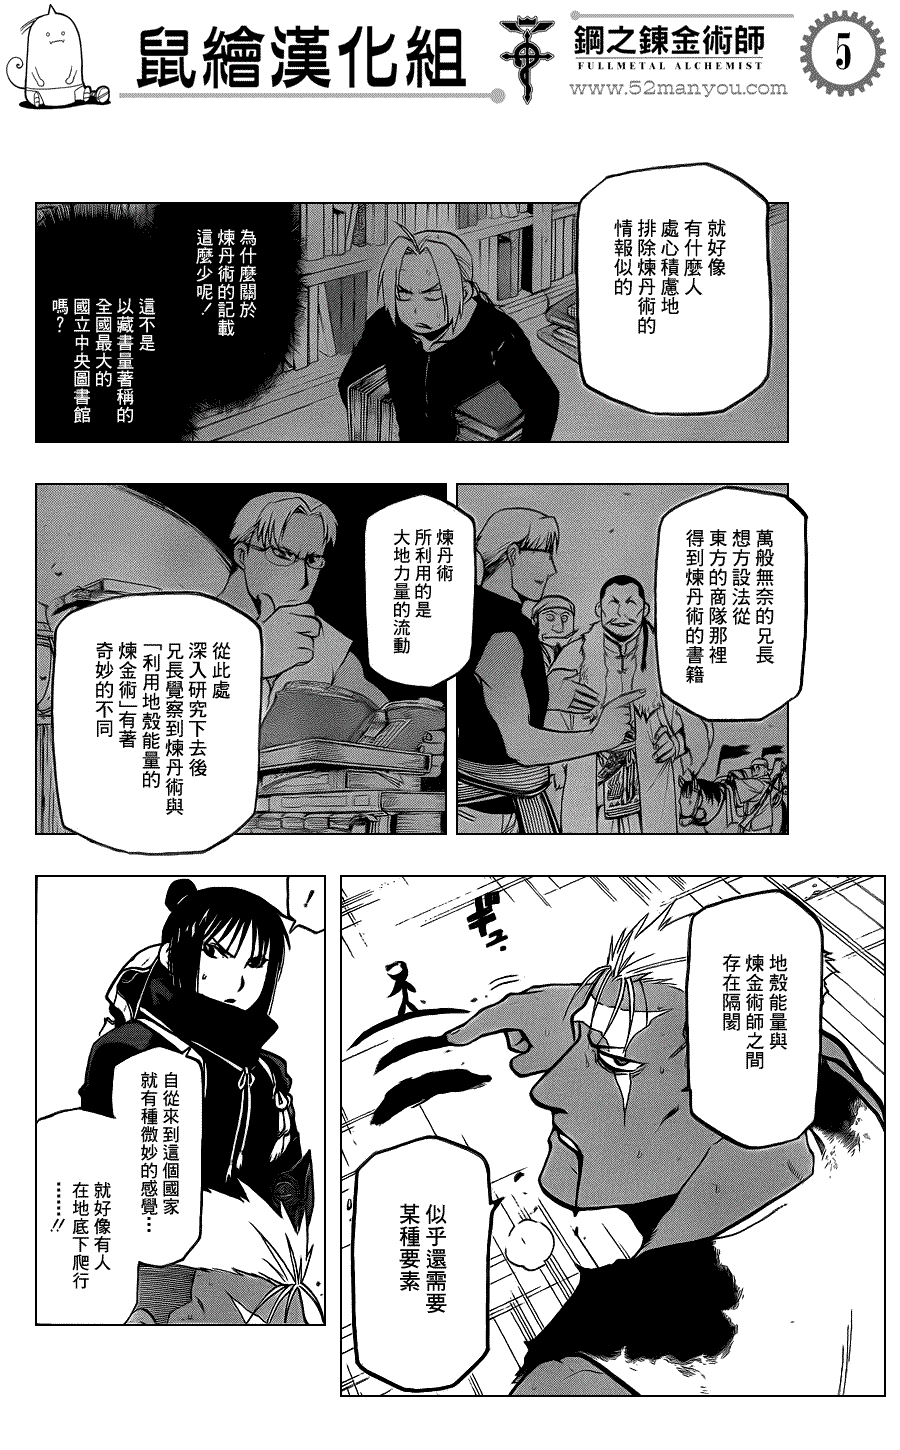 鼠繪漢化組
鋼之鍊金術師
FULLMETAL ALCHEMIST
www.52manyou.com
5
就好像
有什麼人
處心積慮地
排除煉丹術的
情報似的
為什麼關於
煉丹術的記載
這麼少呢!
這不是
以藏書量著稱的
全國最大的
國立中央圖書館
嗎?
萬般無奈的兄長
想方設法從
東方的商隊那裡
得到煉丹術的書籍
煉丹術
所利用的是
大地力量的流動
從此處
深入研究下去後
兄長覺察到煉丹術與
「利用地殼能量的
煉金術」有著
奇妙的不同
地殼能量與
煉金術師之間
存在隔閡
ギュ
似乎還需要
某種要素
!
自從來到這個國家
就有種微妙的感覺…
就好像有人
在地底下爬行
……!!